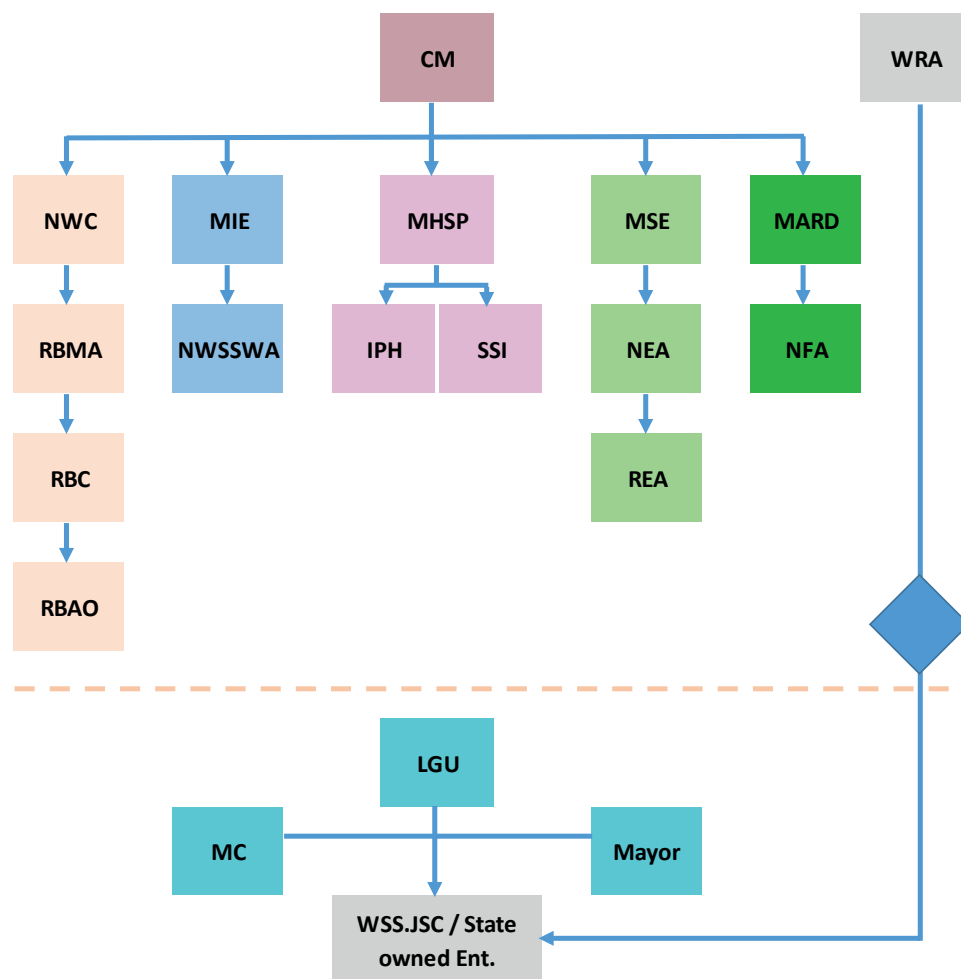 CM
WRA
NWC
MIE
MHSP
MSE
MARD
RBMA
NWSSWA
IPH
SSI
NEA
NFA
RBC
REA
RBAO
LGU
MC
Mayor
WSS.JSC / State
owned Ent.